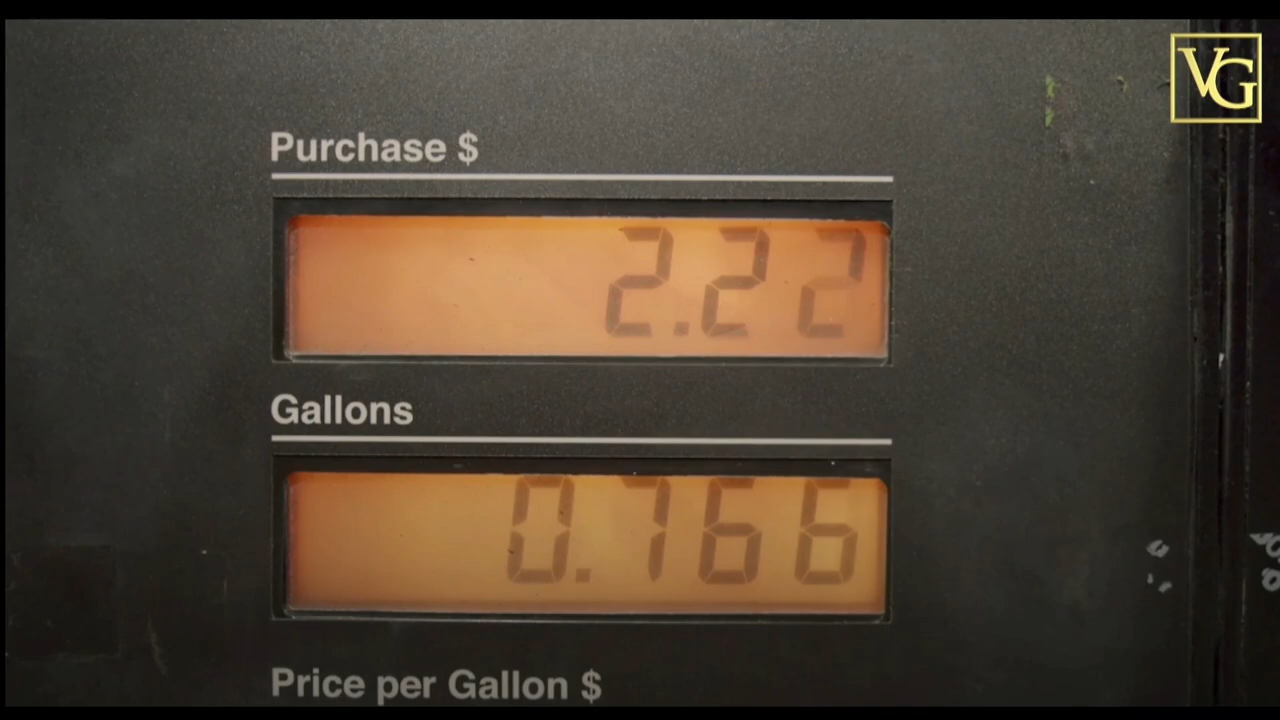 VG
Purchase $
2.22
Gallons
0.766
Price per Gallon $